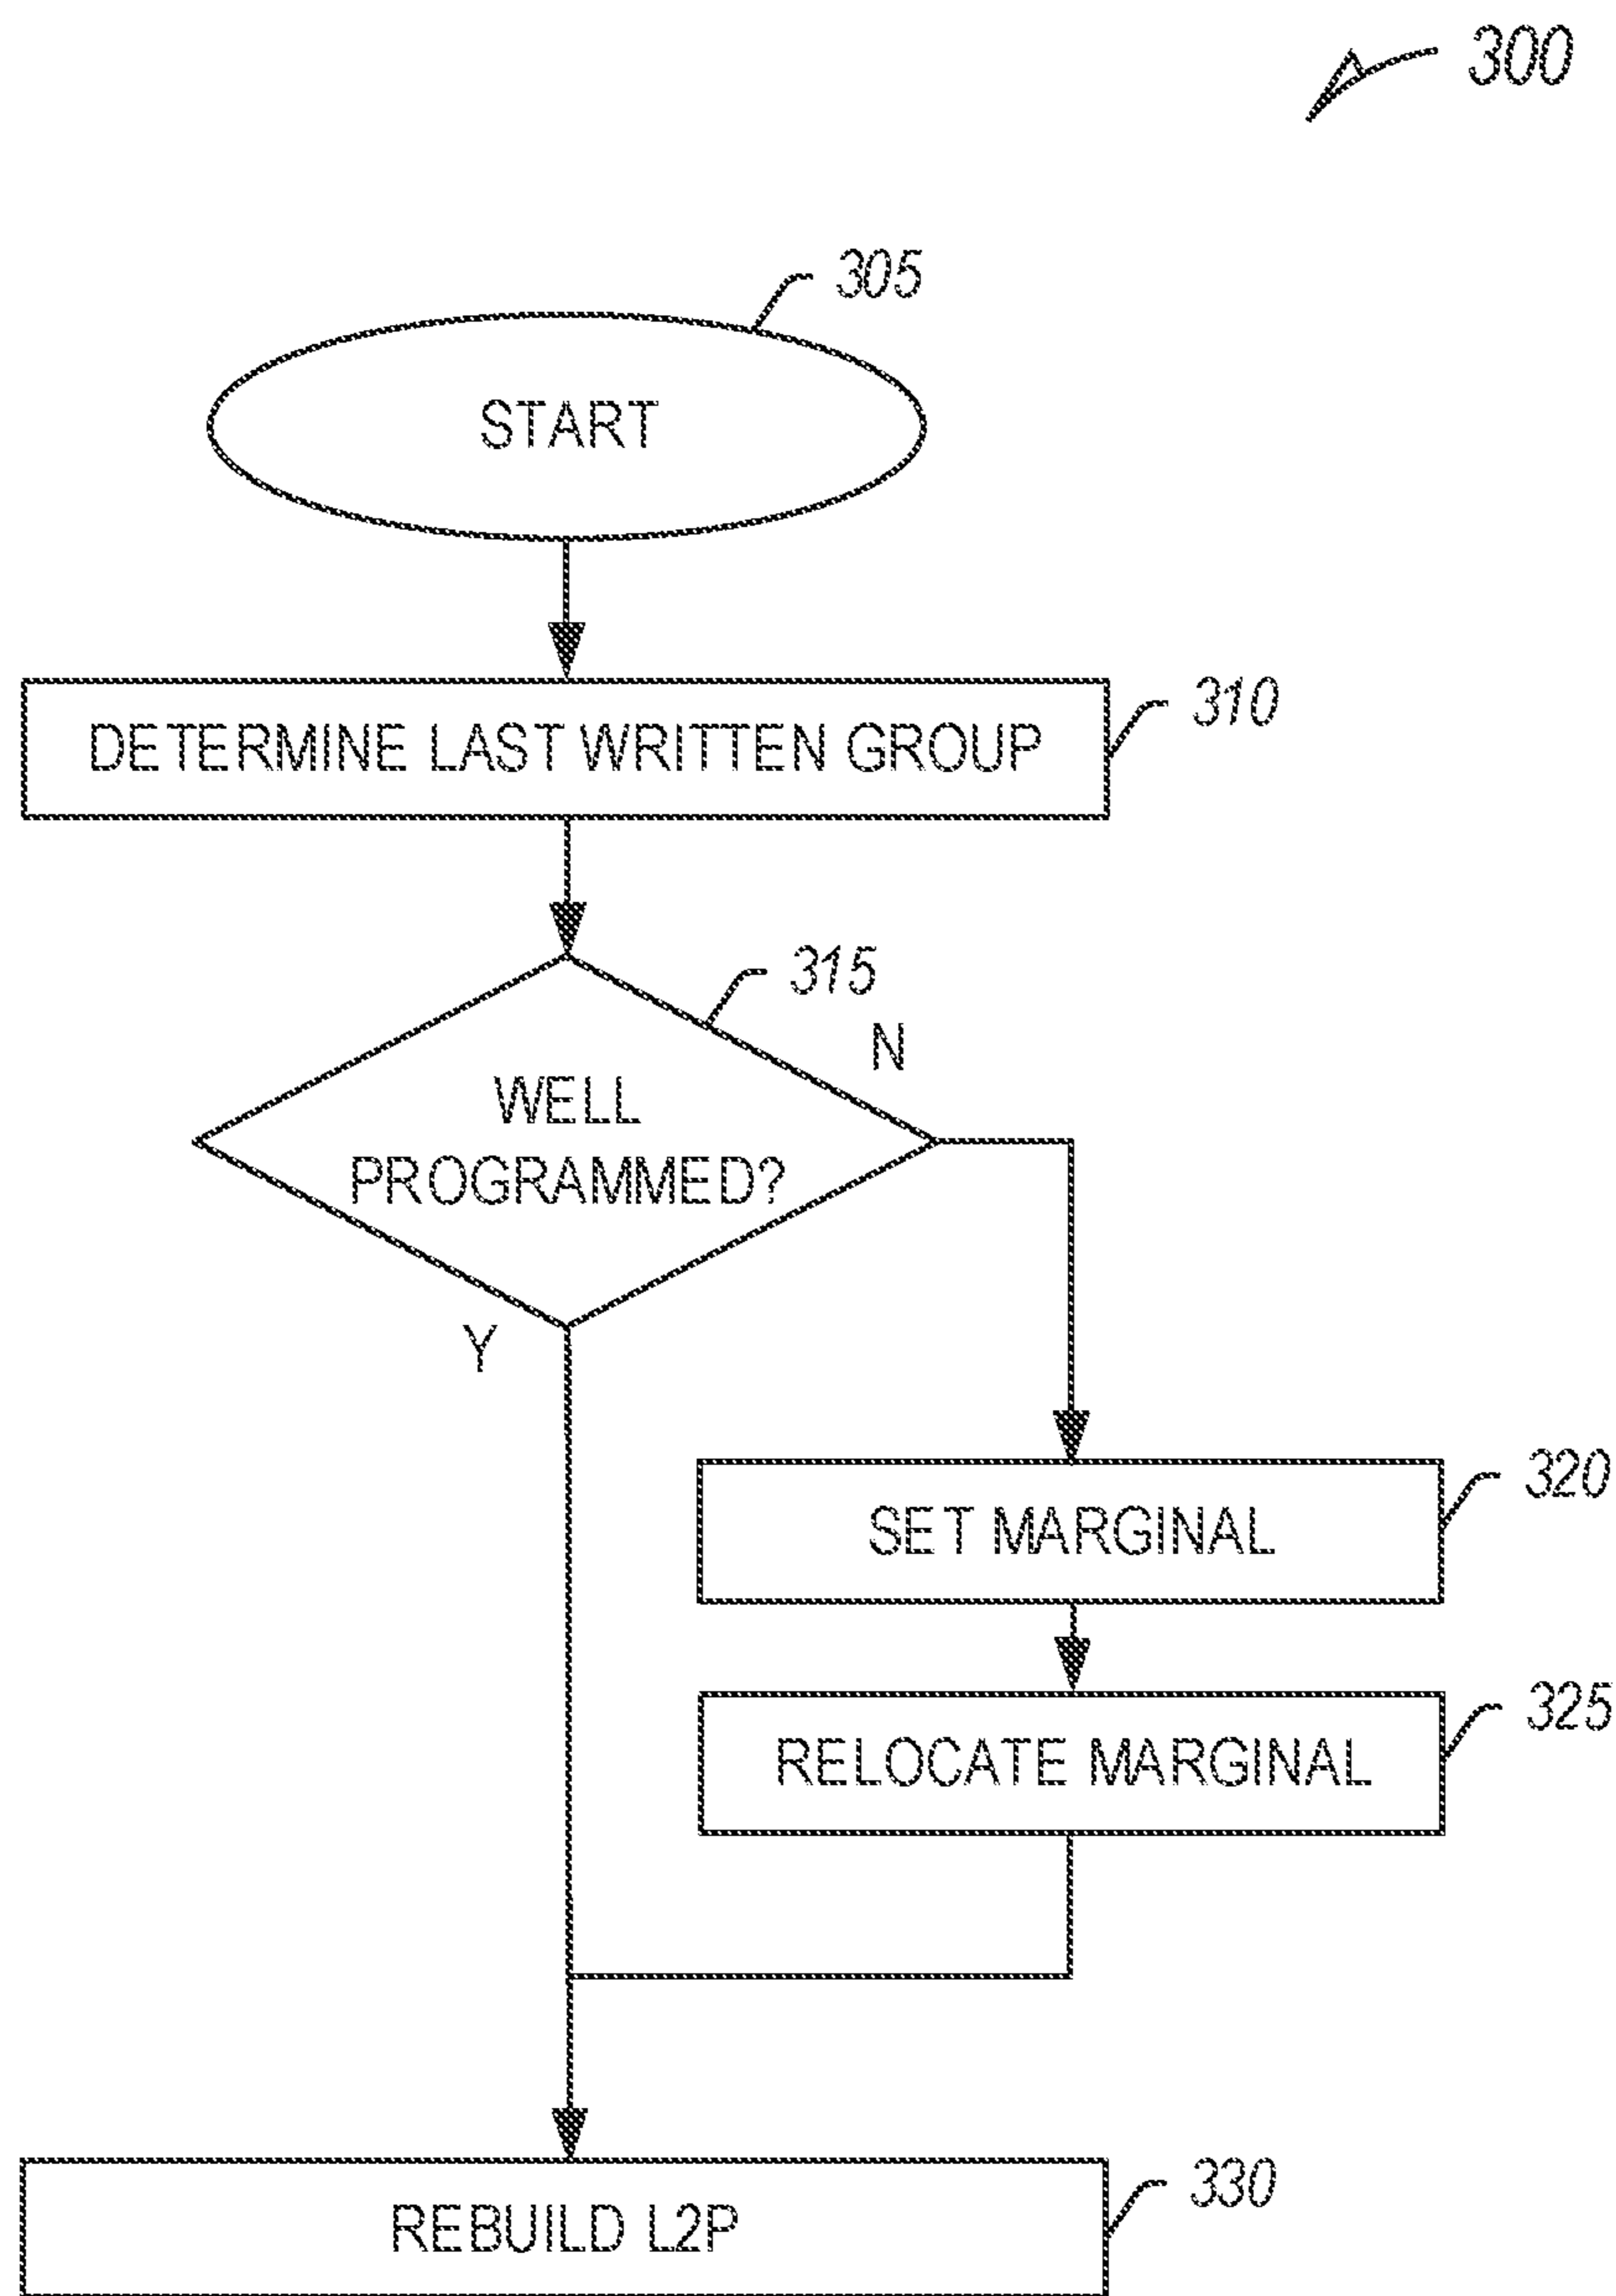 300
305
START
DETERMINE LAST WRITTEN GROUP
310
315
N
WELL
PROGRAMMED?
Y
SET MARGINAL
320
RELOCATE MARGINAL
325
REBUILD L2P
330